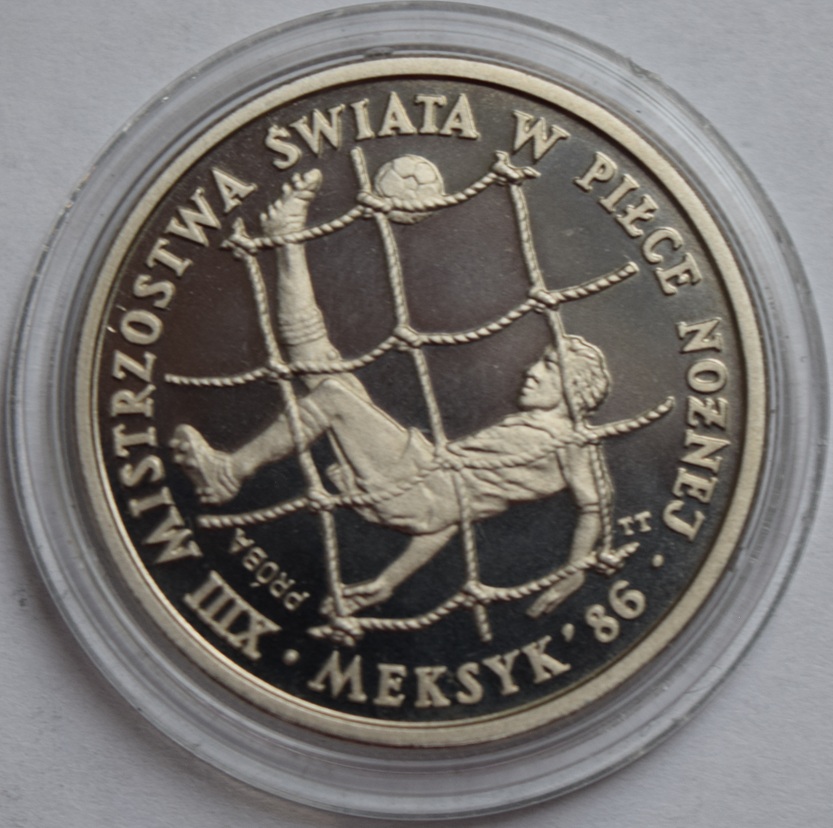 XIII MISTRZOSTWA ŚWIATA W PIŁCE NOŻNEJ
• MEKSYK '86 •
PRÓBA
TT